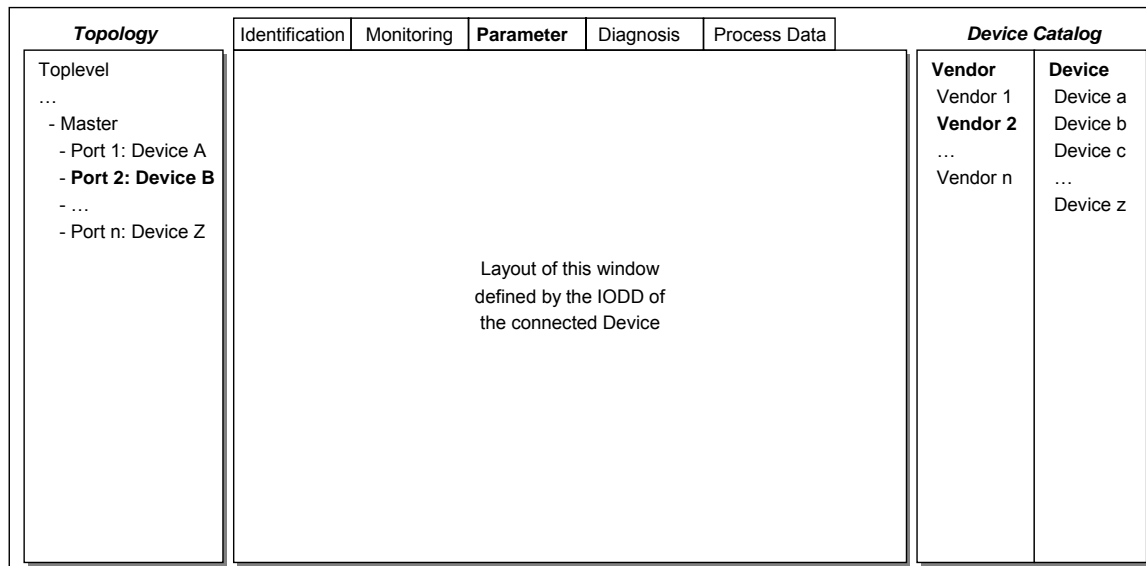 Topology
Identification
Monitoring
Parameter
Diagnosis
Process Data
Device Catalog
Toplevel
…
- Master
- Port 1: Device A
- Port 2: Device B
- …
- Port n: Device Z
Layout of this window
defined by the IODD of
the connected Device
Vendor
Vendor 1
Vendor 2
…
Vendor n
Device
Device a
Device b
Device c
…
Device z